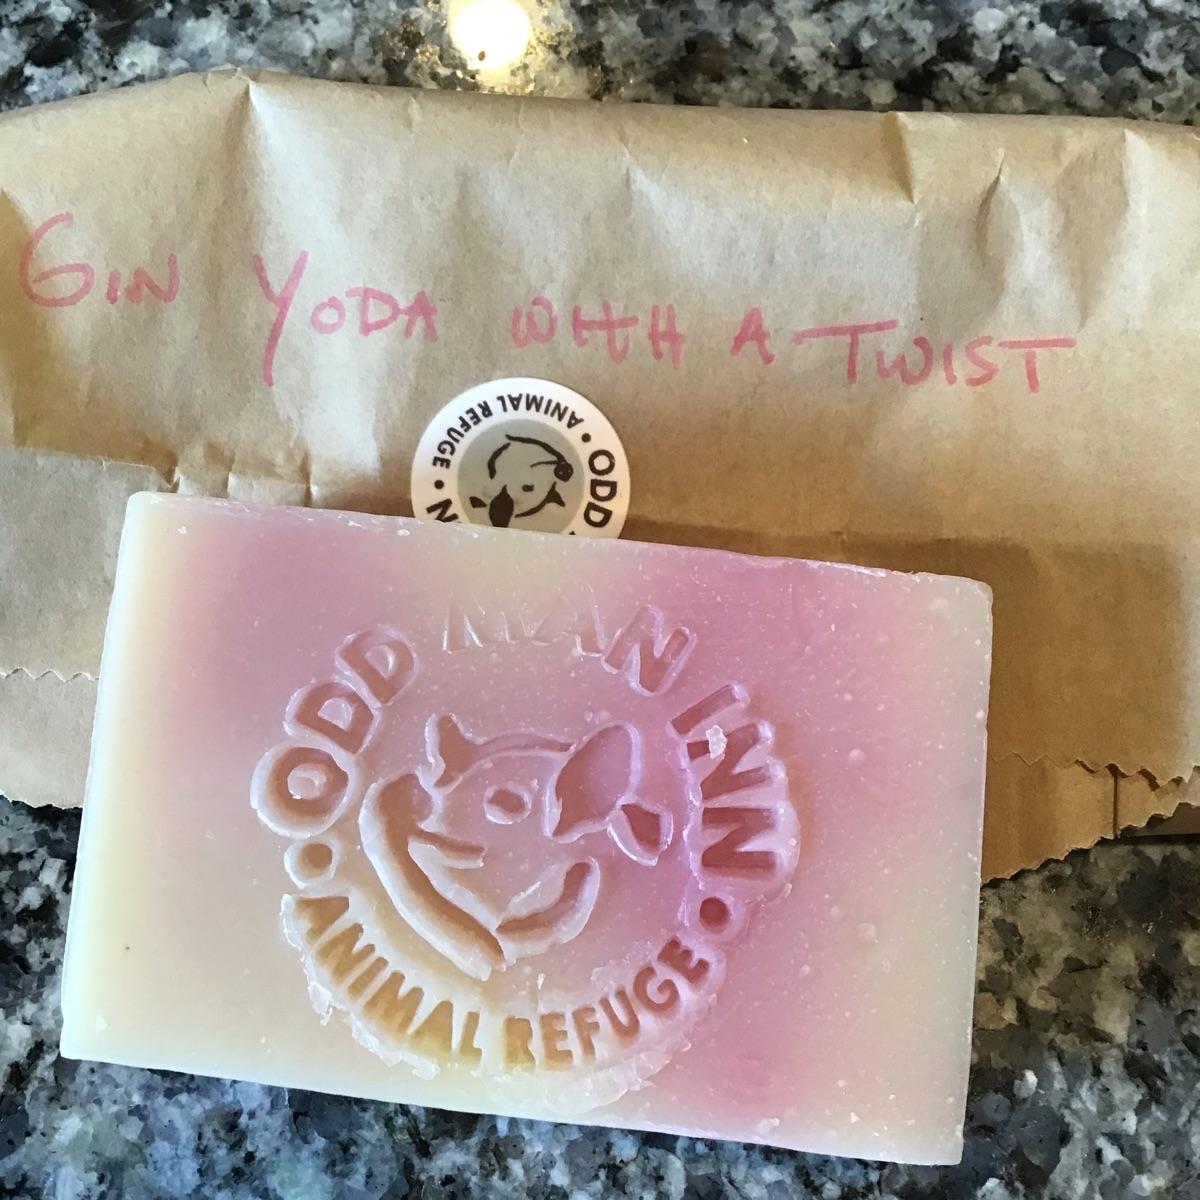 GIN YODA WITH A TWIST
ANIMAL REFUGE • ODD
N
ODD MAN INN
• ANIMAL REFUGE •